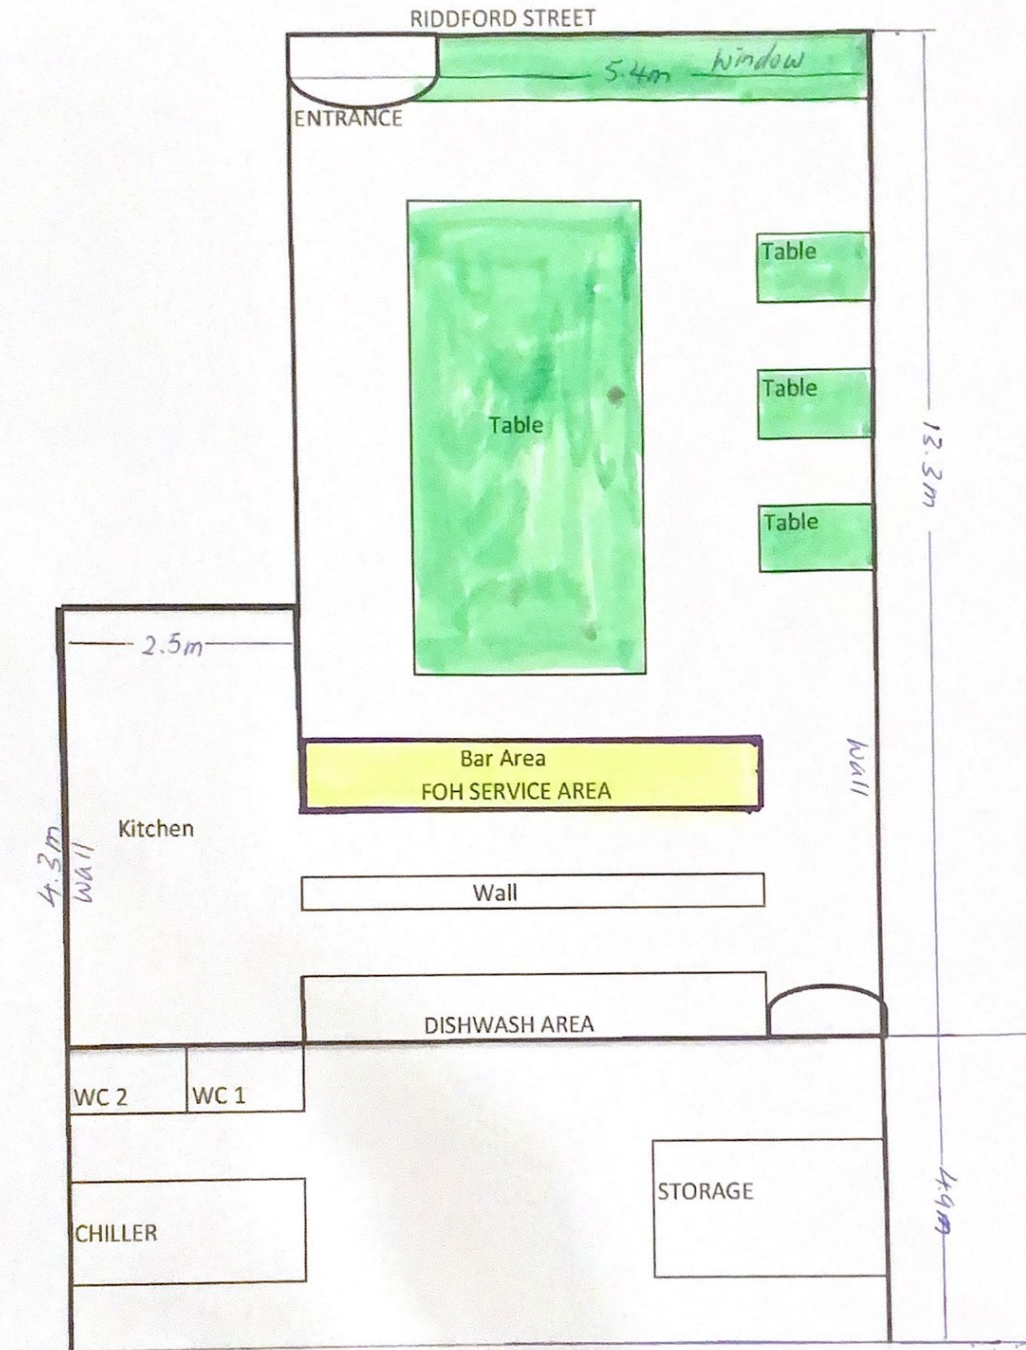 RIDDFORD STREET
window
5.4m
ENTRANCE
Table
Table
Table
Table
13.3m
2.5m
Bar Area
FOH SERVICE AREA
wall
Kitchen
4.3m
wall
Wall
DISHWASH AREA
WC 2
WC 1
STORAGE
4.9m
CHILLER